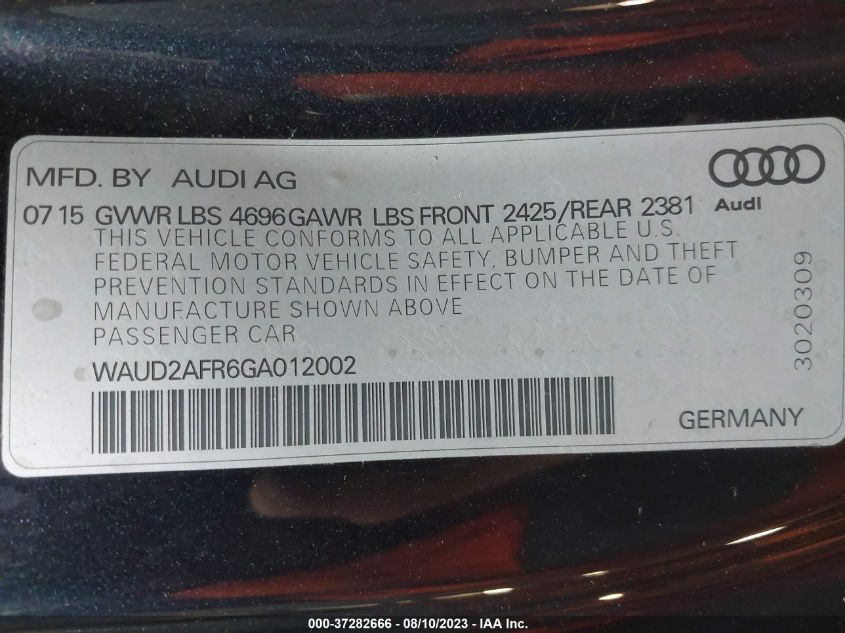 MFD. BY AUDI AG
07 15 GVWR LBS 4696 GAWR LBS FRONT 2425/REAR 2381
Audi
THIS VEHICLE CONFORMS TO ALL APPLICABLE U.S.
FEDERAL MOTOR VEHICLE SAFETY, BUMPER AND THEFT
PREVENTION STANDARDS IN EFFECT ON THE DATE OF
MANUFACTURE SHOWN ABOVE
PASSENGER CAR
3020309
WAUD2AFR6GA012002
GERMANY
000-37282666 - 08/10/2023 - IAA Inc.